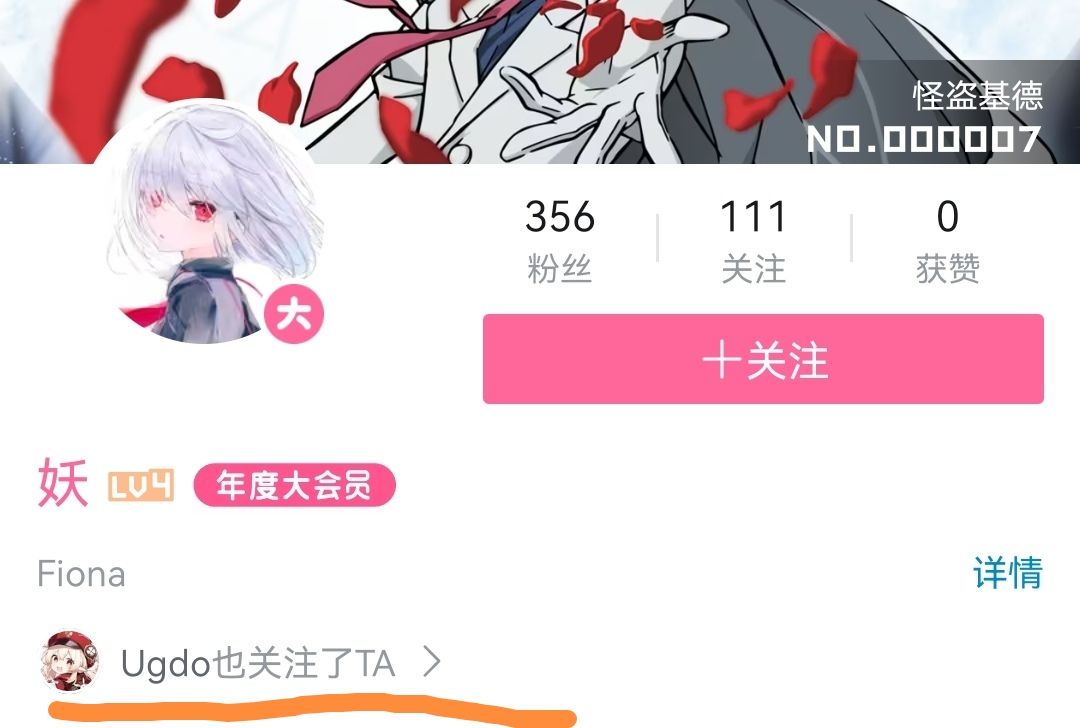 怪盗基德
NO.000007
356 111 0
粉丝 关注 获赞
大
十关注
妖 LV4 年度大会员
Fiona 详情
Ugdo也关注了TA >